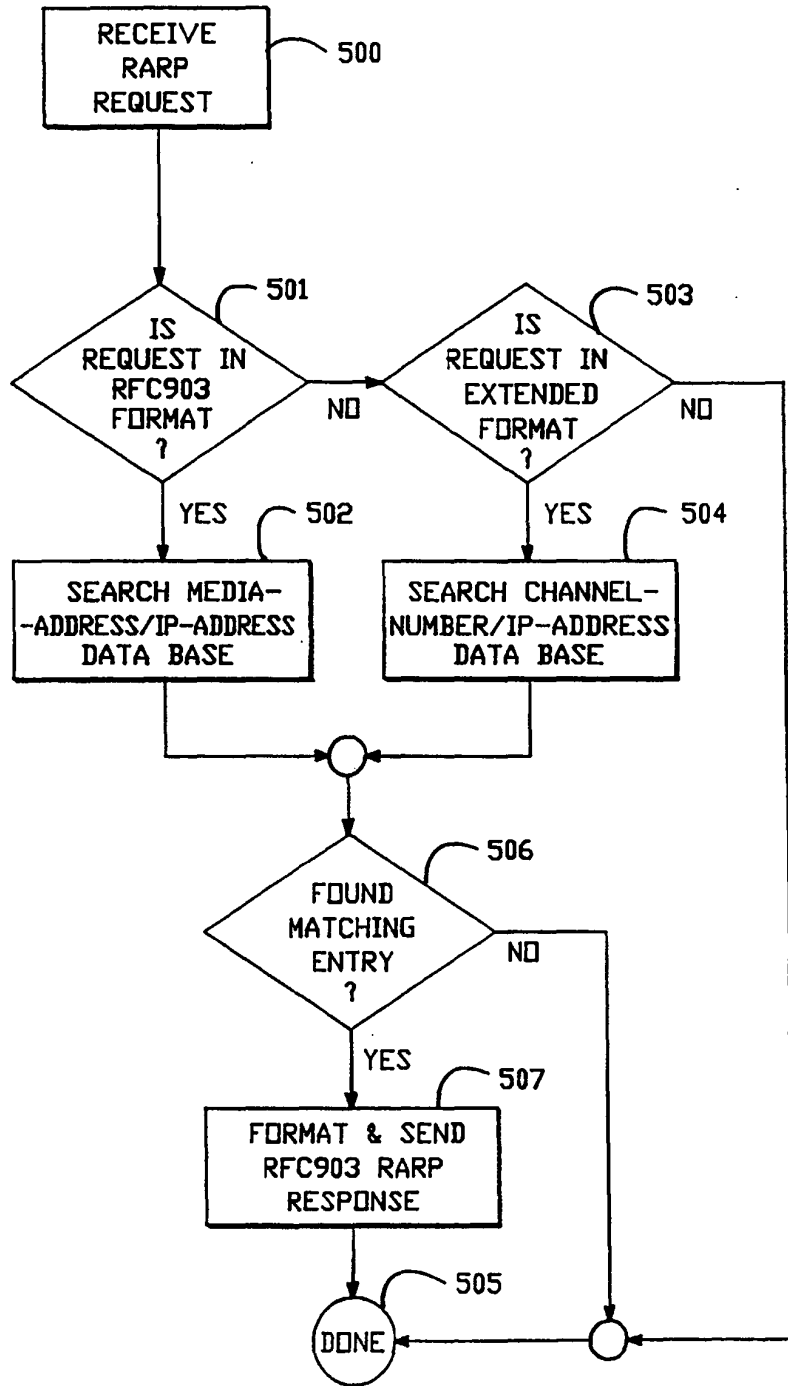 RECEIVE
RARP
REQUEST
500
501
IS
REQUEST IN
RFC903
FORMAT
?
NO
YES
503
IS
REQUEST IN
EXTENDED
FORMAT
?
NO
YES
502
SEARCH MEDIA-
-ADDRESS/IP-ADDRESS
DATA BASE
504
SEARCH CHANNEL-
NUMBER/IP-ADDRESS
DATA BASE
506
FOUND
MATCHING
ENTRY
?
NO
YES
507
FORMAT & SEND
RFC903 RARP
RESPONSE
505
DONE